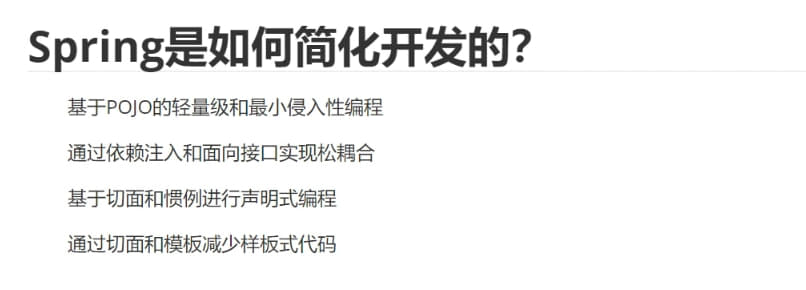 Spring是如何简化开发的？
基于POJO的轻量级和最小侵入性编程
通过依赖注入和面向接口实现松耦合
基于切面和惯例进行声明式编程
通过切面和模板减少样板式代码